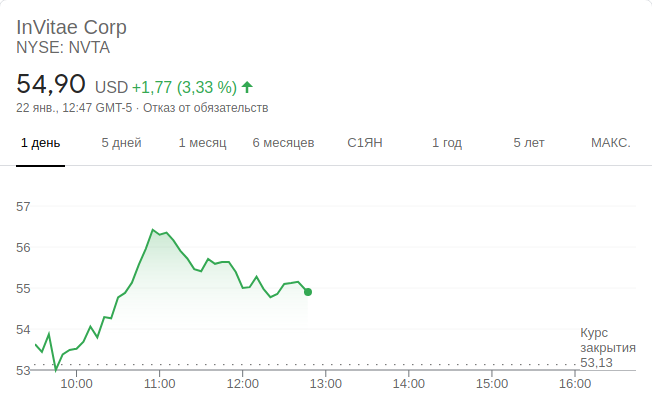 InVitae Corp
NYSE: NVTA
54,90 USD +1,77 (3,33 %)
22 янв., 12:47 GMT-5 · Отказ от обязательств
1 день 5 дней 1 месяц 6 месяцев С1ЯН 1 год 5 лет МАКС.
57
56
55
54
53
Курс
закрытия
53,13
10:00 11:00 12:00 13:00 14:00 15:00 16:00